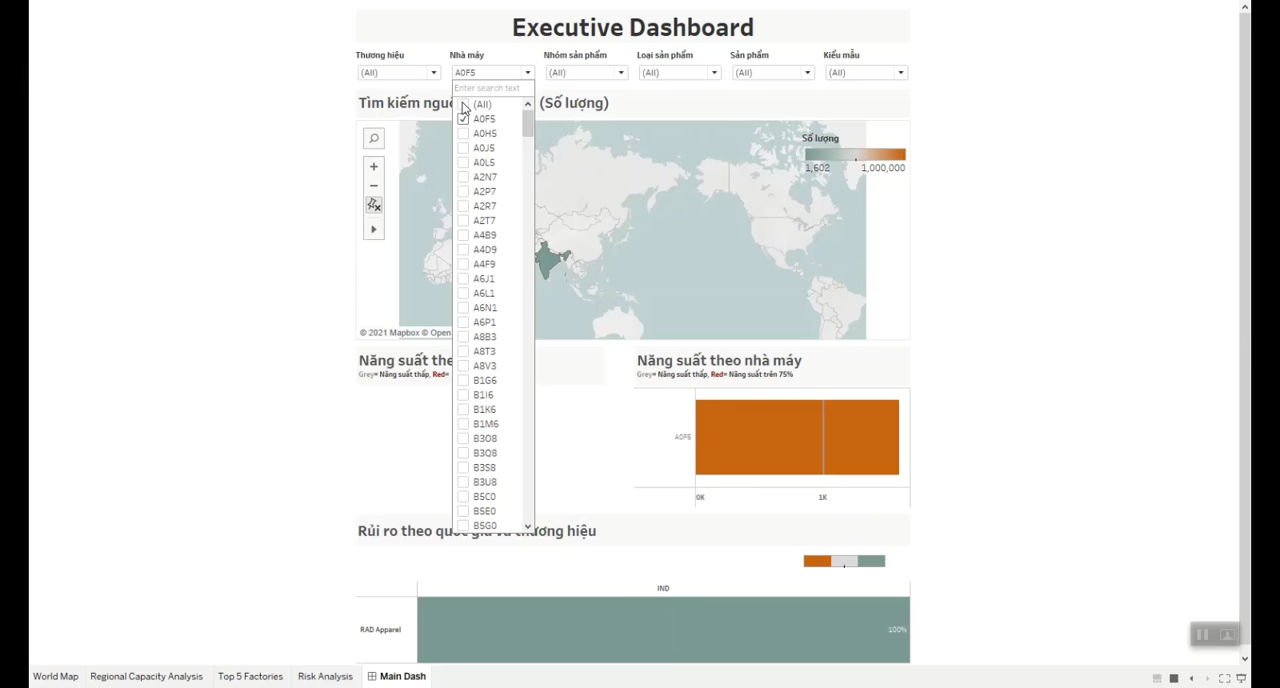 Executive Dashboard
Thương hiệu Nhà máy Nhóm sản phẩm Loại sản phẩm Sản phẩm Kiểu mẫu
(All) A0F5 (All) (All) (All) (All)
Enter search text
Tìm kiếm (Số lượng)
(All)
A0F5
A0H5
A0J5
A0L5
A2N7
A2P7
A2R7
A2T7
A4B9
A4D9
A4F9
A6J1
A6L1
A6N1
A6P1
A8B3
A8T3
A8V3
B1G6
B1I6
B1K6
B1M6
B3O8
B3Q8
B3S8
B3U8
B5C0
B5E0
B5G0
Số lượng
1,602 1,000,000
© 2021 Mapbox © Open
Năng suất
Grey= Năng suất thấp, Red=
Năng suất theo nhà máy
Grey= Năng suất thấp, Red= Năng suất trên 75%
A0F5
0K 1K
Rủi ro theo thương hiệu
IND
RAD Apparel 100%
World Map Regional Capacity Analysis Top 5 Factories Risk Analysis Main Dash